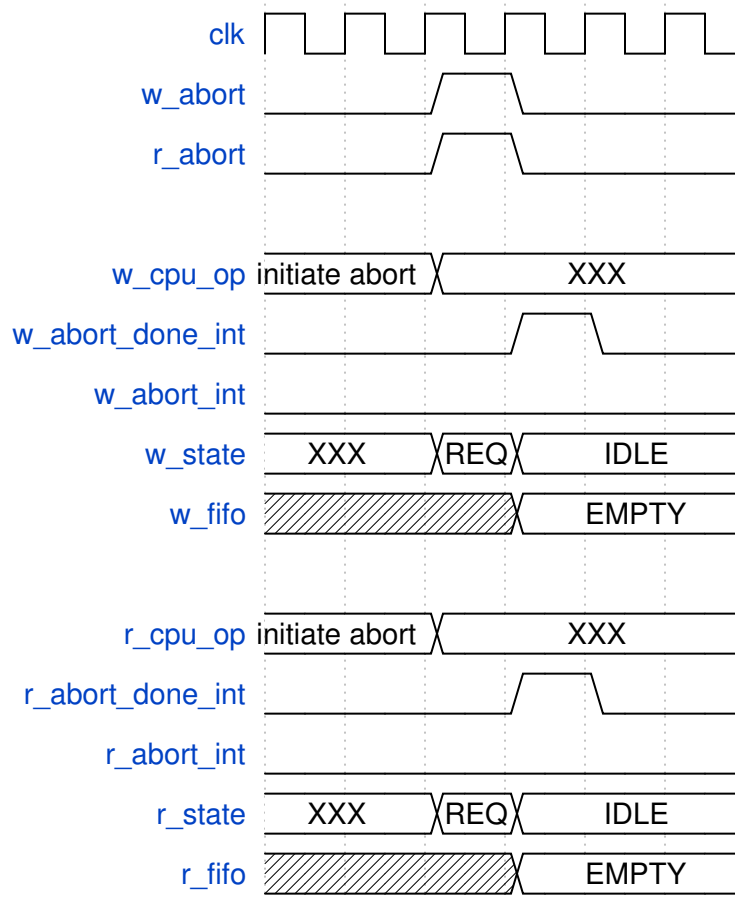 clk
w_abort
r_abort
w_cpu_op initiate abort XXX
w_abort_done_int
w_abort_int
w_state XXX REQ IDLE
w_fifo EMPTY
r_cpu_op initiate abort XXX
r_abort_done_int
r_abort_int
r_state XXX REQ IDLE
r_fifo EMPTY